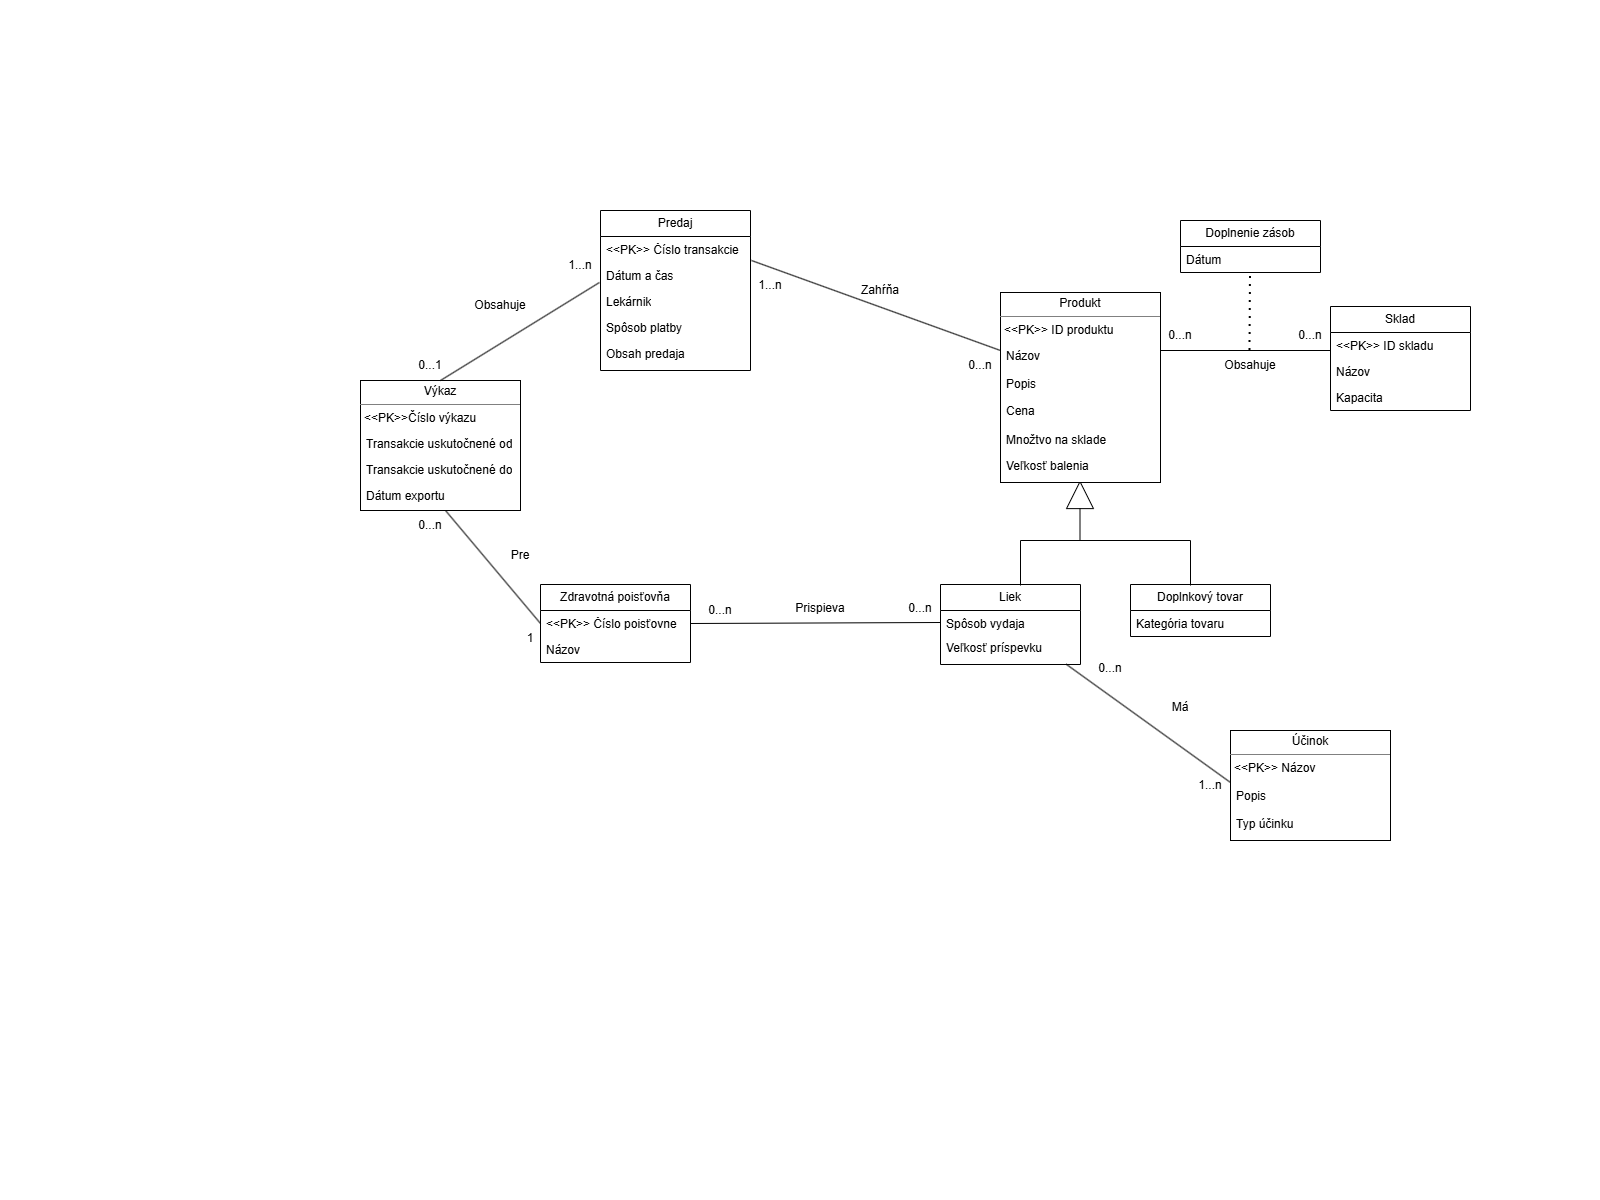 Predaj
<<PK>> Číslo transakcie
Dátum a čas
Lekárnik
Spôsob platby
Obsah predaja
1...n
Obsahuje
0...1
1...n
Zahŕňa
0...n
Doplnenie zásob
Dátum
Produkt
<<PK>> ID produktu
Názov
Popis
Cena
Množtvo na sklade
Veľkosť balenia
0...n
0...n
Obsahuje
Sklad
<<PK>> ID skladu
Názov
Kapacita
Výkaz
<<PK>>Číslo výkazu
Transakcie uskutočnené od
Transakcie uskutočnené do
Dátum exportu
0...n
Pre
1
Zdravotná poisťovňa
<<PK>> Číslo poisťovne
Názov
0...n
Prispieva
0...n
Liek
Spôsob vydaja
Veľkosť príspevku
Doplnkový tovar
Kategória tovaru
0...n
Má
1...n
Účinok
<<PK>> Názov
Popis
Typ účinku